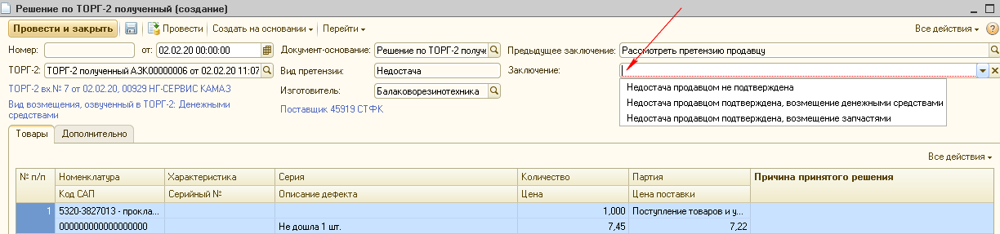 Решение по ТОРГ-2 полученный (создание)
Провести и закрыть Провести Создать на основании Перейти Все действия ?
Номер: от: 02.02.20 00:00:00 Документ-основание: Решение по ТОРГ-2 получе Предыдущее заключение: Рассмотреть претензию продавцу
ТОРГ-2: ТОРГ-2 полученный АЗК00000006 от 02.02.20 11:07 Вид претензии: Недостача Заключение:
ТОРГ-2 вх.№ 7 от 02.02.20, 00929 НГ-СЕРВИС КАМАЗ Изготовитель: Балаковорезинотехника
Недостача продавцом не подтверждена
Недостача продавцом подтверждена, возмещение денежными средствами
Недостача продавцом подтверждена, возмещение запчастями
Вид возмещения, озвученный в ТОРГ-2: Денежными
средствами
Поставщик 45919 СТФК
Товары Дополнительно
Все действия
№ п/п Номенклатура Характеристика Серия Количество Партия Причина принятого решения
Код САП Серийный № Описание дефекта Цена Цена поставки
1 5320-3827013 - прокла... 1,000 Поступление товаров и у...
000000000000000000 Не дошла 1 шт. 7,45 7,22